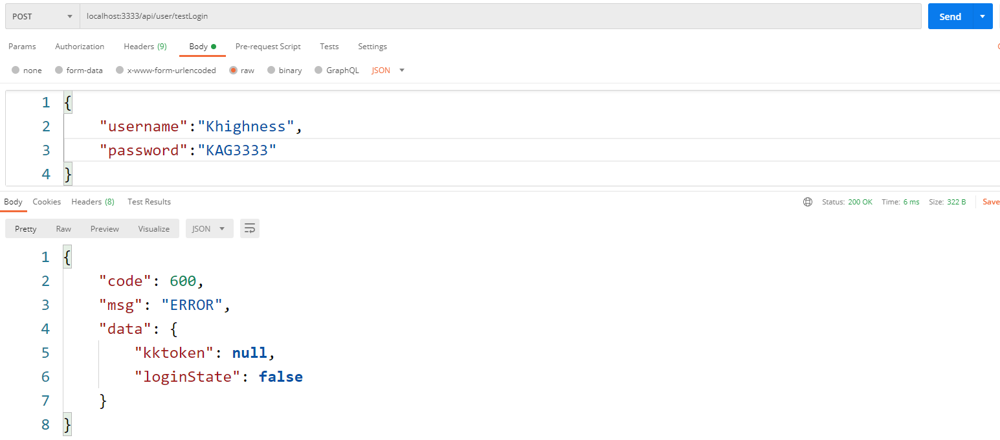 POST localhost:3333/api/user/testLogin Send
Params Authorization Headers (9) Body Pre-request Script Tests Settings
none form-data x-www-form-urlencoded raw binary GraphQL JSON
1 {
2 "username":"Khighness",
3 "password":"KAG3333"
4 }
Body Cookies Headers (8) Test Results Status: 200 OK Time: 6 ms Size: 322 B Save
Pretty Raw Preview Visualize JSON
1 {
2 "code": 600,
3 "msg": "ERROR",
4 "data": {
5 "kktoken": null,
6 "loginState": false
7 }
8 }